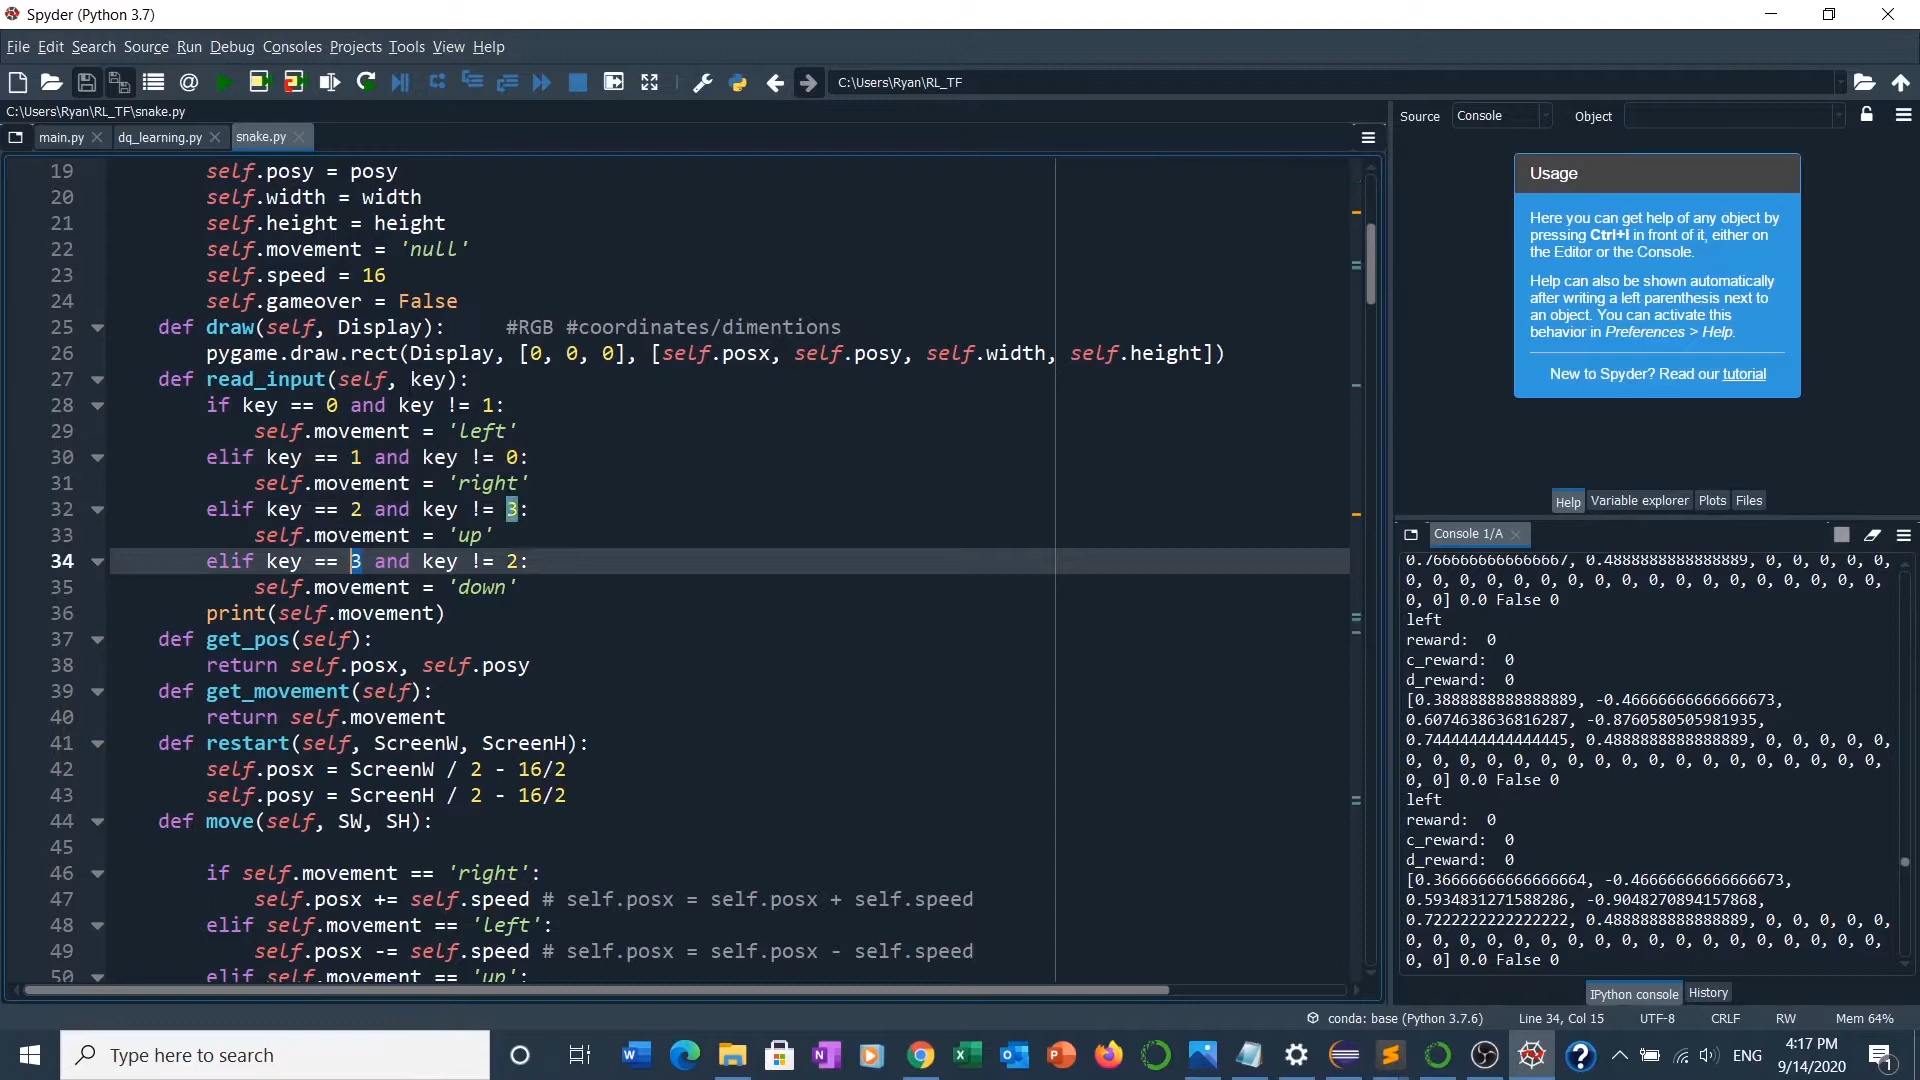 Spyder (Python 3.7)
File Edit Search Source Run Debug Consoles Projects Tools View Help
C:\Users\Ryan\RL_TF
C:\Users\Ryan\RL_TF\snake.py
main.py dq_learning.py snake.py
19 self.posy = posy
20 self.width = width
21 self.height = height
22 self.movement = 'null'
23 self.speed = 16
24 self.gameover = False
25 def draw(self, Display): #RGB #coordinates/dimentions
26 pygame.draw.rect(Display, [0, 0, 0], [self.posx, self.posy, self.width, self.height])
27 def read_input(self, key):
28 if key == 0 and key != 1:
29 self.movement = 'left'
30 elif key == 1 and key != 0:
31 self.movement = 'right'
32 elif key == 2 and key != 3:
33 self.movement = 'up'
34 elif key == 3 and key != 2:
35 self.movement = 'down'
36 print(self.movement)
37 def get_pos(self):
38 return self.posx, self.posy
39 def get_movement(self):
40 return self.movement
41 def restart(self, ScreenW, ScreenH):
42 self.posx = ScreenW / 2 - 16/2
43 self.posy = ScreenH / 2 - 16/2
44 def move(self, SW, SH):
45
46 if self.movement == 'right':
47 self.posx += self.speed # self.posx = self.posx + self.speed
48 elif self.movement == 'left':
49 self.posx -= self.speed # self.posx = self.posx - self.speed
50 elif self.movement == 'up':
Source Console Object
Usage
Here you can get help of any object by
pressing Ctrl+I in front of it, either on
the Editor or the Console.
Help can also be shown automatically
after writing a left parenthesis next to
an object. You can activate this
behavior in Preferences > Help.
New to Spyder? Read our tutorial
Help Variable explorer Plots Files
Console 1/A
0.7666666666666667, 0.4888888888888889, 0, 0, 0, 0, 0,
0, 0, 0, 0, 0, 0, 0, 0, 0, 0, 0, 0, 0, 0, 0, 0, 0, 0,
0, 0] 0.0 False 0
left
reward: 0
c_reward: 0
d_reward: 0
[0.3888888888888889, -0.46666666666666673,
0.6074638636816287, -0.8760580505981935,
0.7444444444444445, 0.4888888888888889, 0, 0, 0, 0, 0,
0, 0, 0, 0, 0, 0, 0, 0, 0, 0, 0, 0, 0, 0, 0, 0, 0, 0,
0, 0] 0.0 False 0
left
reward: 0
c_reward: 0
d_reward: 0
[0.36666666666666664, -0.46666666666666673,
0.5934831271588286, -0.9048270894157868,
0.7222222222222222, 0.4888888888888889, 0, 0, 0, 0, 0,
0, 0, 0, 0, 0, 0, 0, 0, 0, 0, 0, 0, 0, 0, 0, 0, 0, 0,
0, 0] 0.0 False 0
IPython console History
conda: base (Python 3.7.6) Line 34, Col 15 UTF-8 CRLF RW Mem 64%
Type here to search
ENG
4:17 PM
9/14/2020
1